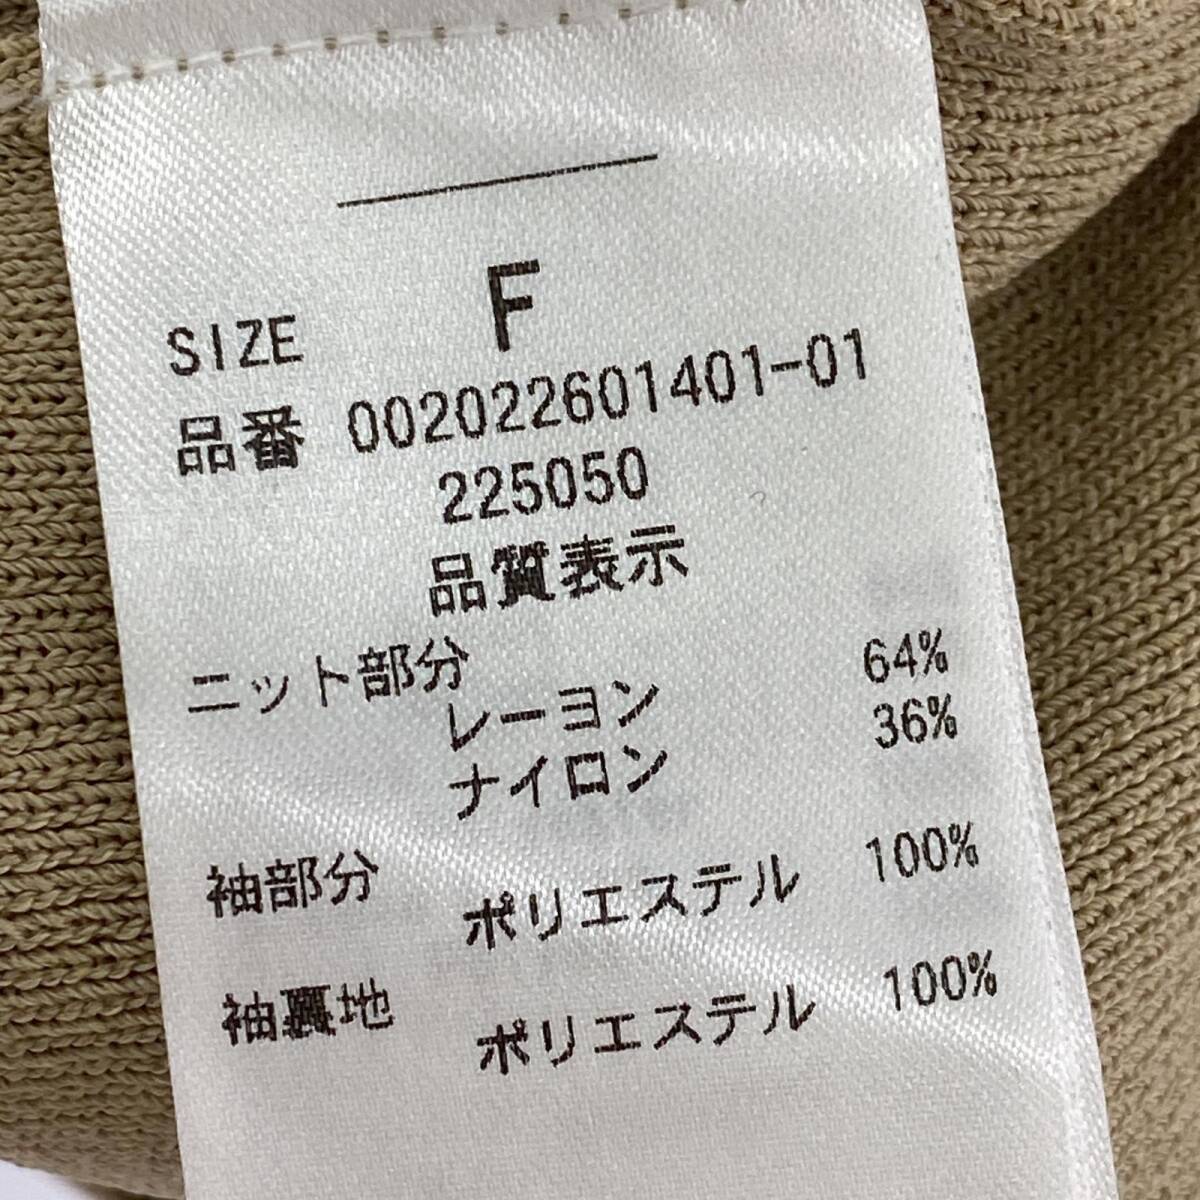 SIZE F
品番 002022601401-01
225050
品質表示
ニット部分
レーヨン 64%
ナイロン 36%
袖部分
ポリエステル 100%
袖裏地
ポリエステル 100%